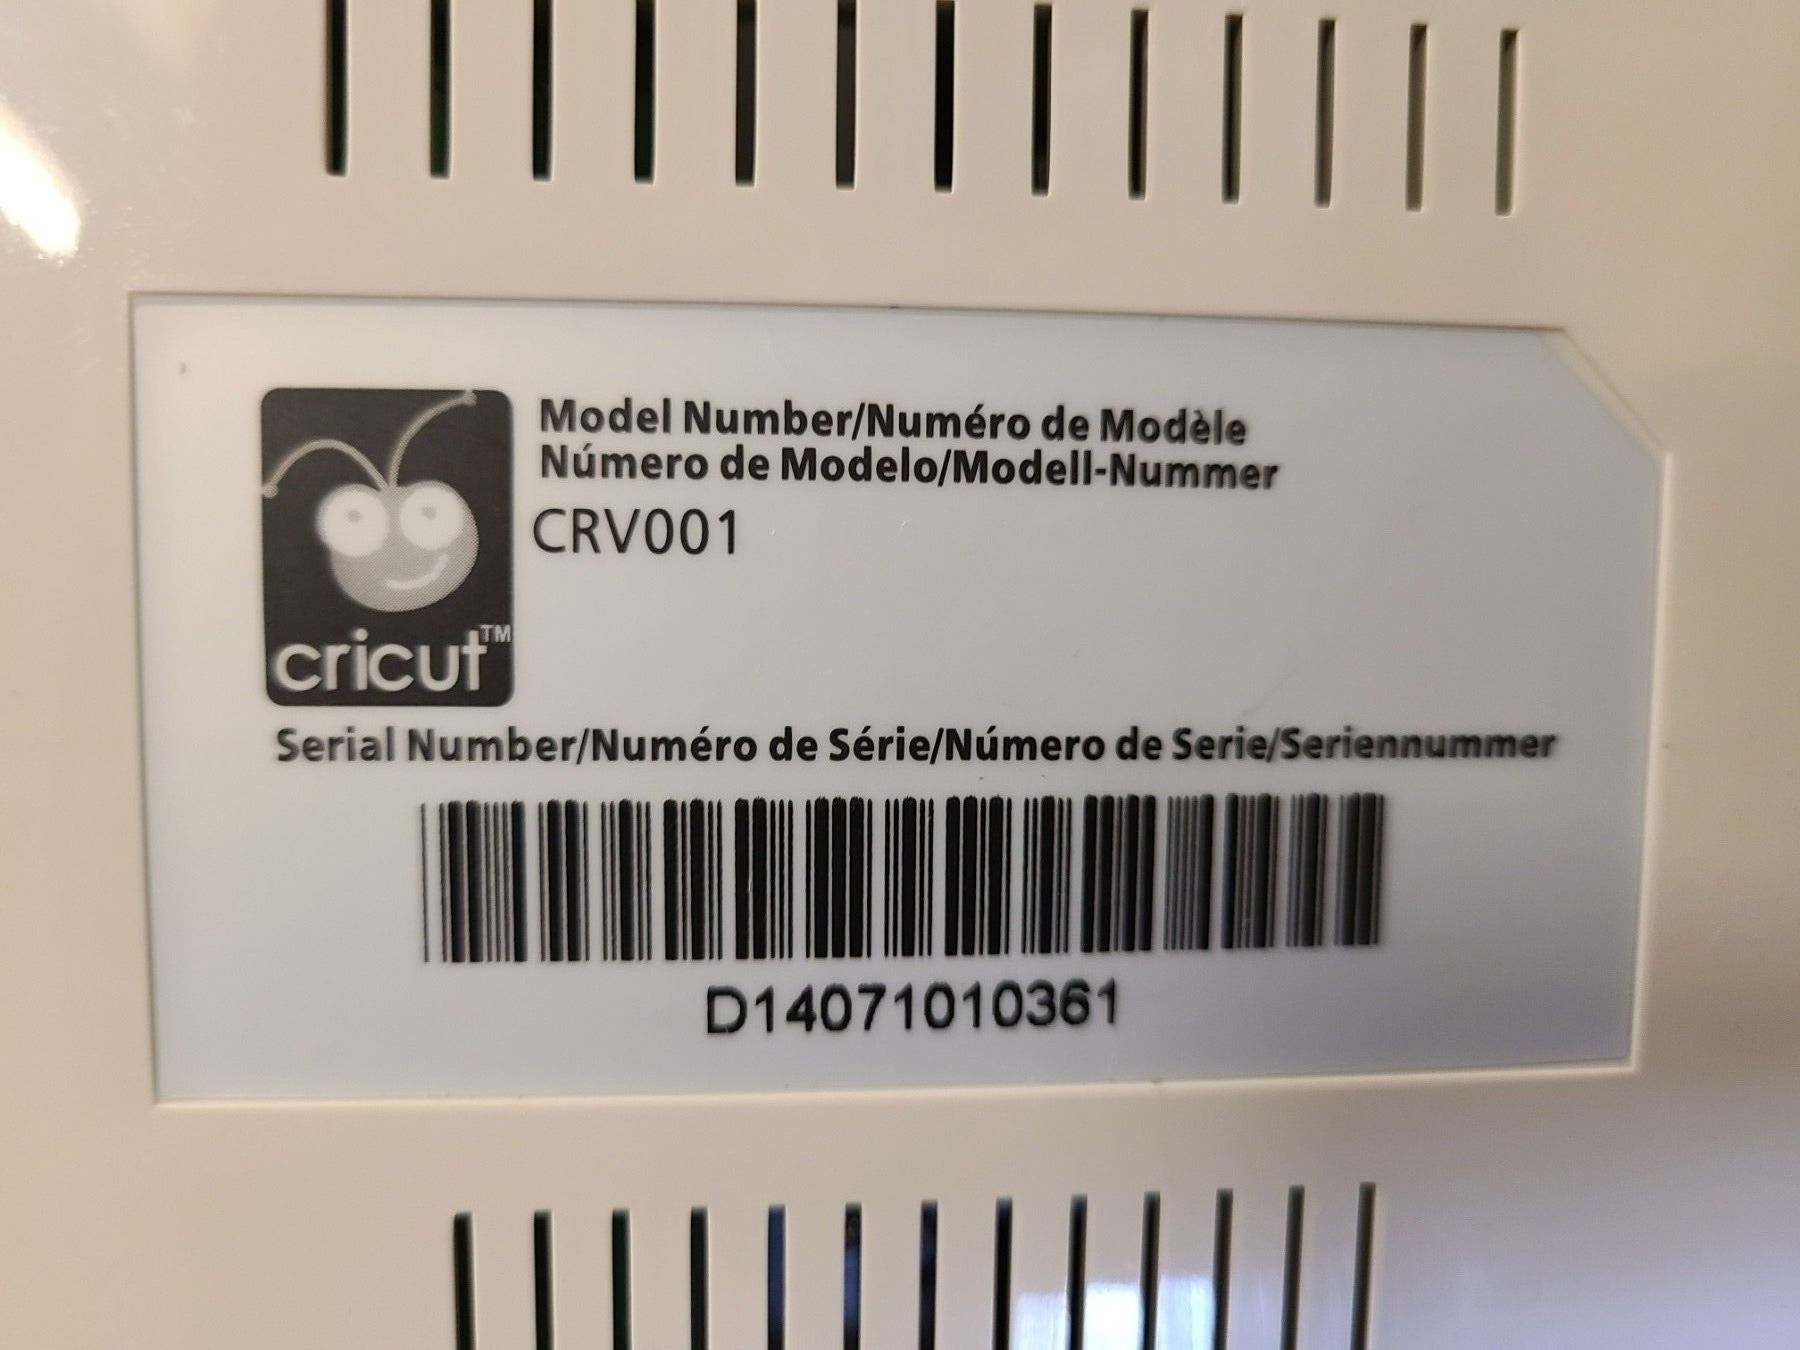 Model Number/Numéro de Modèle
Número de Modelo/Modell-Nummer
CRV001
cricut™
Serial Number/Numéro de Série/Número de Serie/Seriennummer
D14071010361